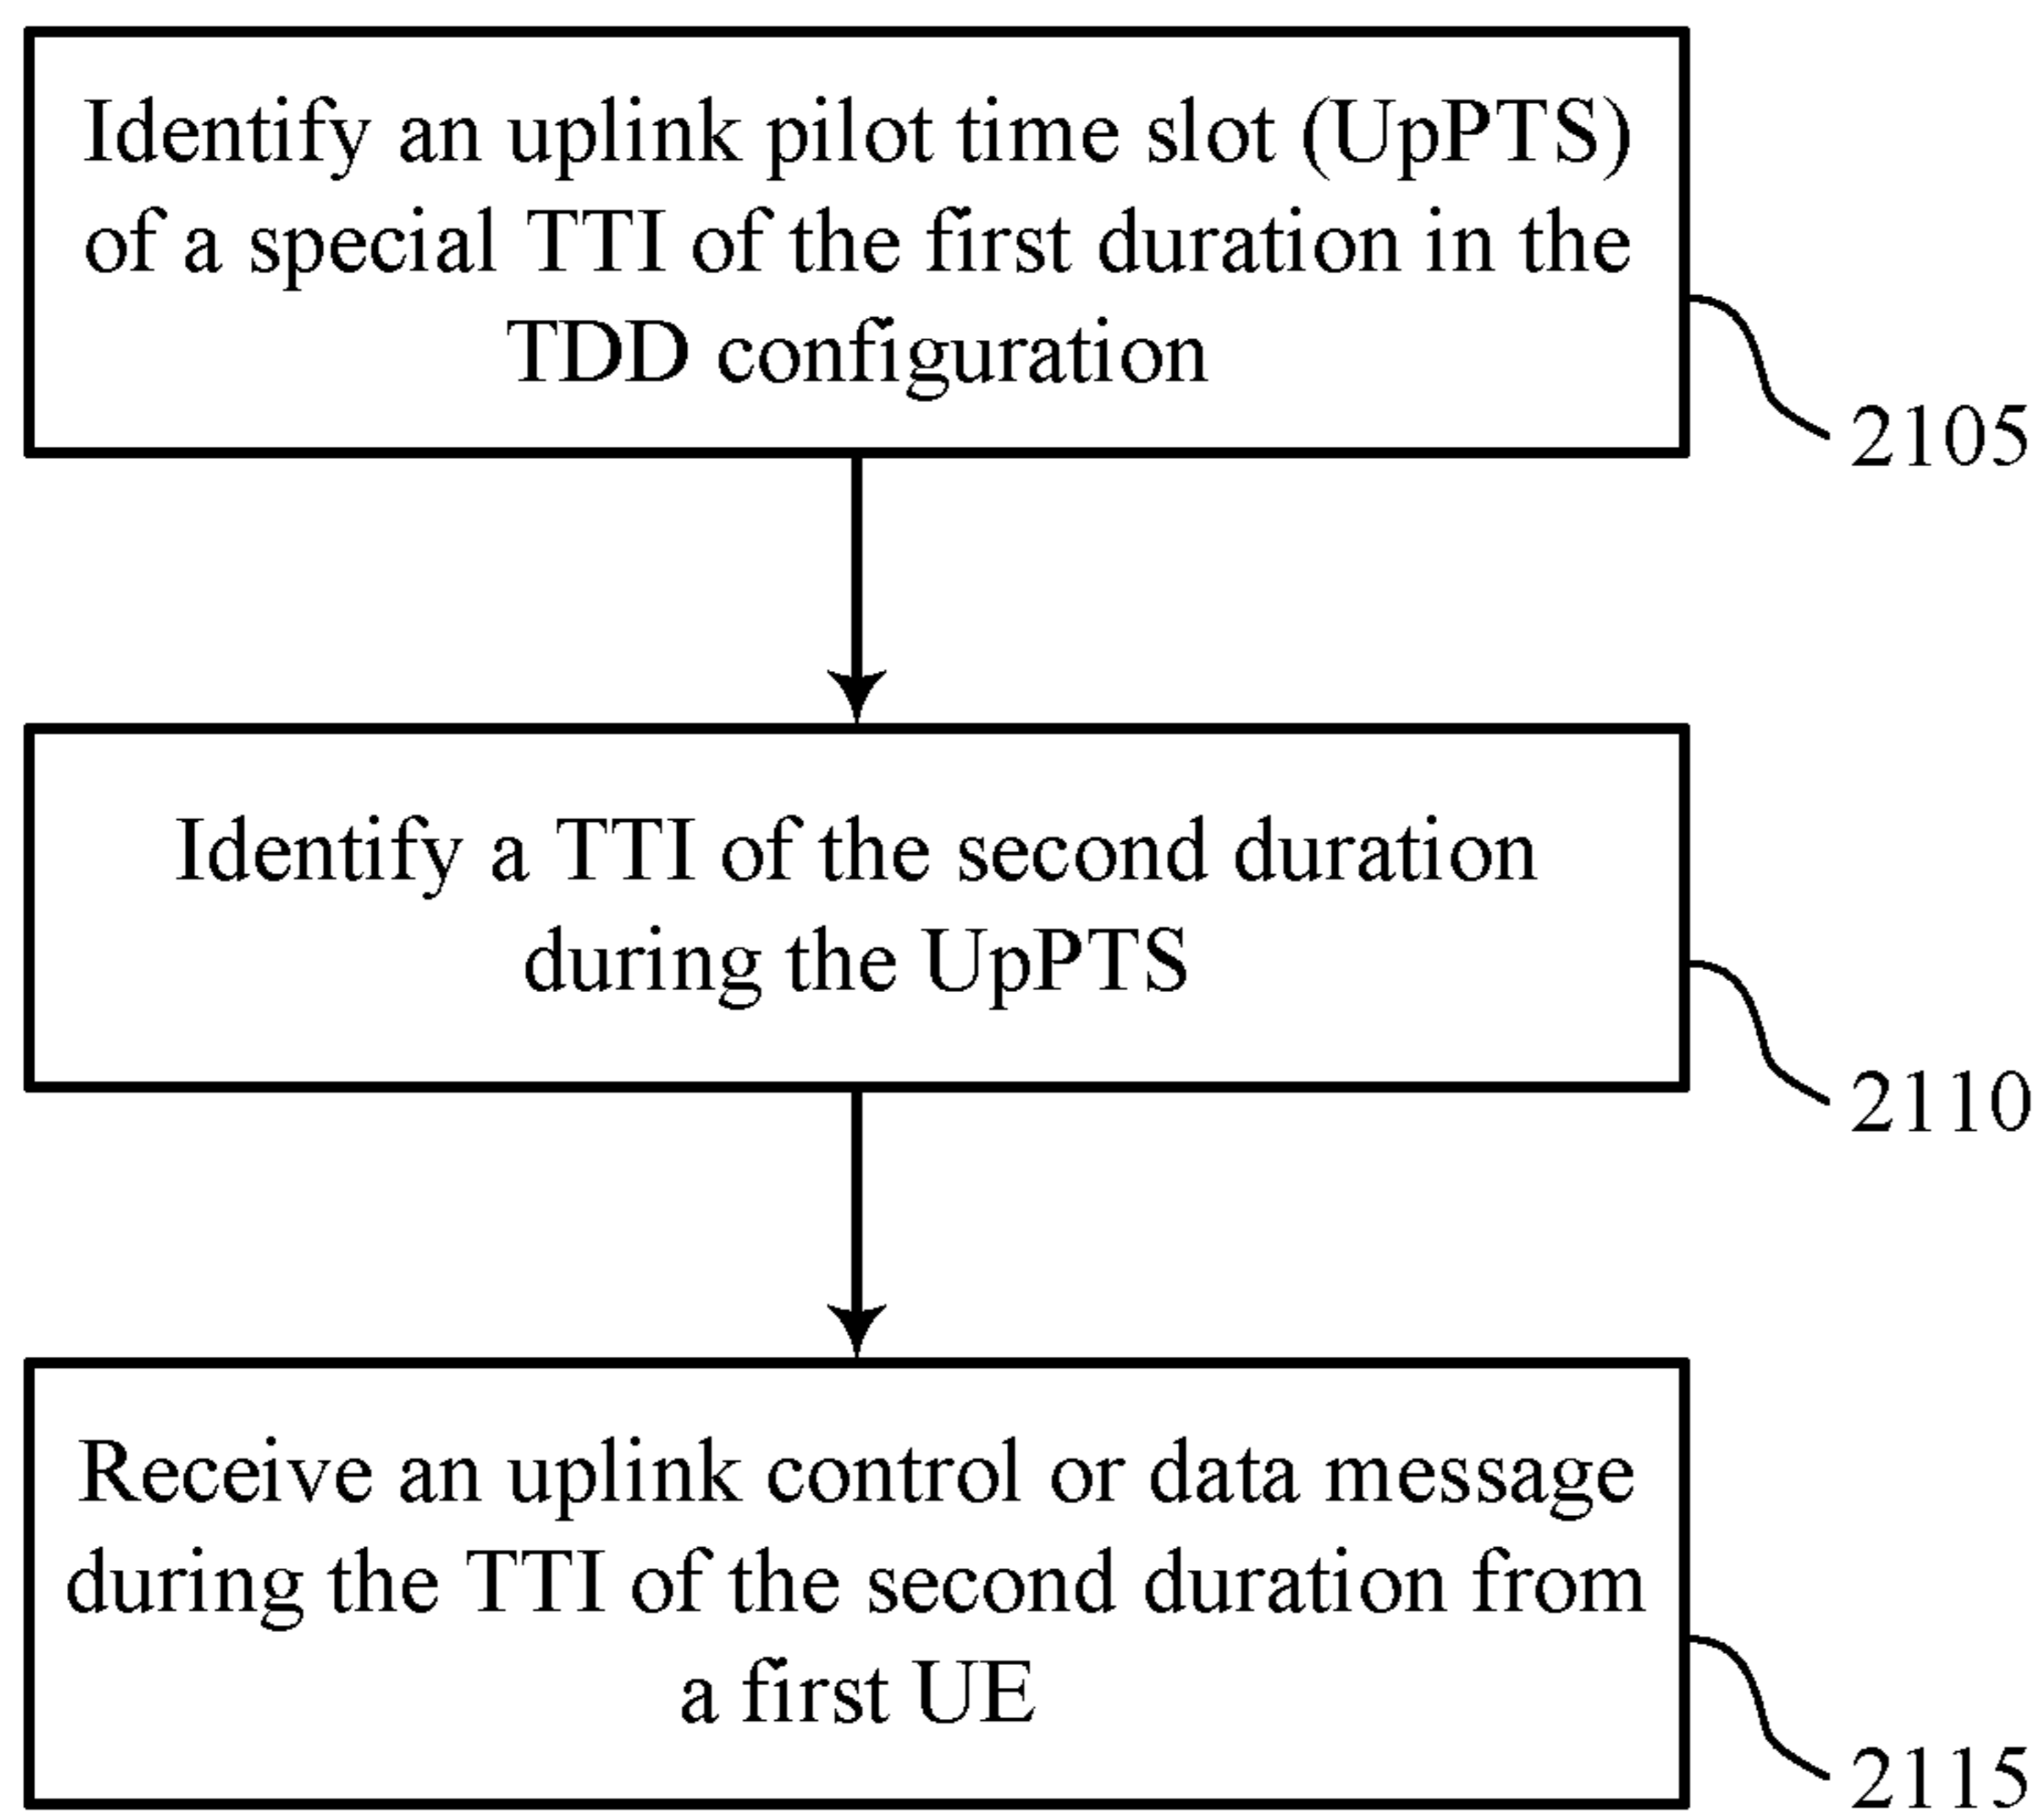 Identify an uplink pilot time slot (UpPTS)
of a special TTI of the first duration in the
TDD configuration
2105
Identify a TTI of the second duration
during the UpPTS
2110
Receive an uplink control or data message
during the TTI of the second duration from
a first UE
2115